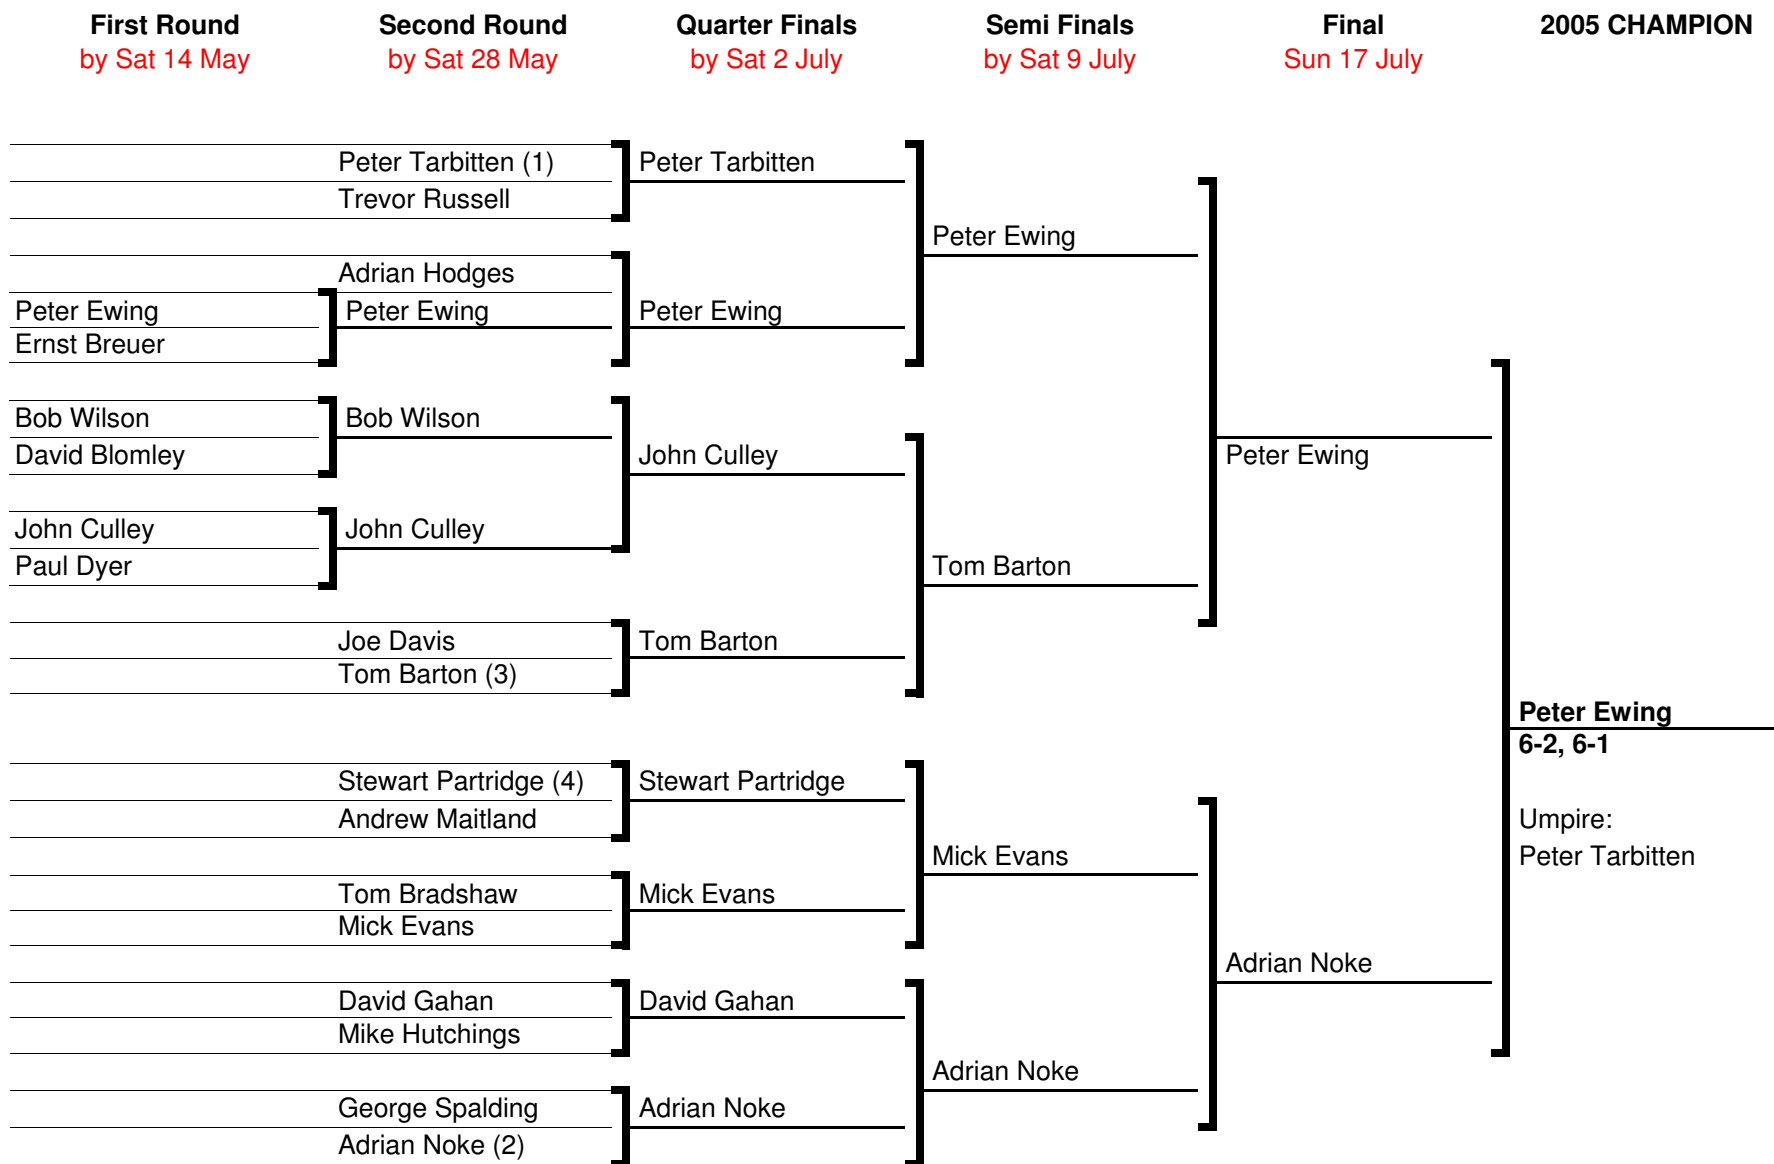 First Round Second Round Quarter Finals Semi Finals Final 2005 CHAMPION
by Sat 14 May by Sat 28 May by Sat 2 July by Sat 9 July Sun 17 July
Peter Tarbitten (1) Peter Tarbitten
Trevor Russell
Peter Ewing
Adrian Hodges
Peter Ewing Peter Ewing Peter Ewing
Ernst Breuer
Bob Wilson Bob Wilson
David Blomley John Culley Peter Ewing
John Culley John Culley
Paul Dyer Tom Barton
Joe Davis Tom Barton
Tom Barton (3)
Peter Ewing
6-2, 6-1
Stewart Partridge (4) Stewart Partridge
Andrew Maitland Umpire:
Mick Evans Peter Tarbitten
Tom Bradshaw Mick Evans
Mick Evans
Adrian Noke
David Gahan David Gahan
Mike Hutchings
Adrian Noke
George Spalding Adrian Noke
Adrian Noke (2)